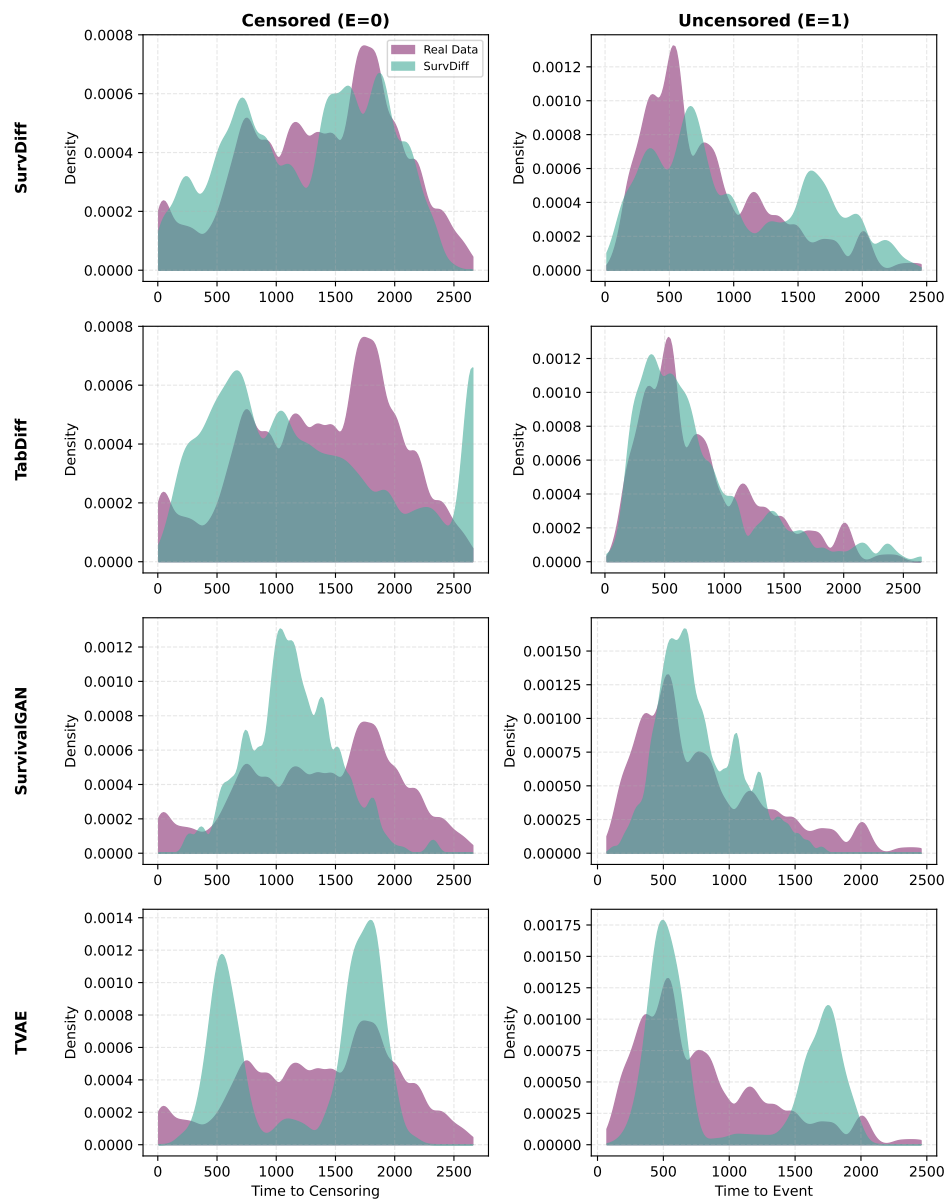 Censored (E=0)
Uncensored (E=1)
SurvDiff
Density
0.0008
0.0006
0.0004
0.0002
0.0000
Real Data
SurvDiff
0 500 1000 1500 2000 2500
Density
0.0012
0.0010
0.0008
0.0006
0.0004
0.0002
0.0000
0 500 1000 1500 2000 2500
TabDiff
Density
0.0008
0.0006
0.0004
0.0002
0.0000
0 500 1000 1500 2000 2500
Density
0.0012
0.0010
0.0008
0.0006
0.0004
0.0002
0.0000
0 500 1000 1500 2000 2500
SurvivalGAN
Density
0.0012
0.0010
0.0008
0.0006
0.0004
0.0002
0.0000
0 500 1000 1500 2000 2500
Density
0.00150
0.00125
0.00100
0.00075
0.00050
0.00025
0.00000
0 500 1000 1500 2000 2500
TVAE
Density
0.0014
0.0012
0.0010
0.0008
0.0006
0.0004
0.0002
0.0000
0 500 1000 1500 2000 2500
Time to Censoring
Density
0.00175
0.00150
0.00125
0.00100
0.00075
0.00050
0.00025
0.00000
0 500 1000 1500 2000 2500
Time to Event